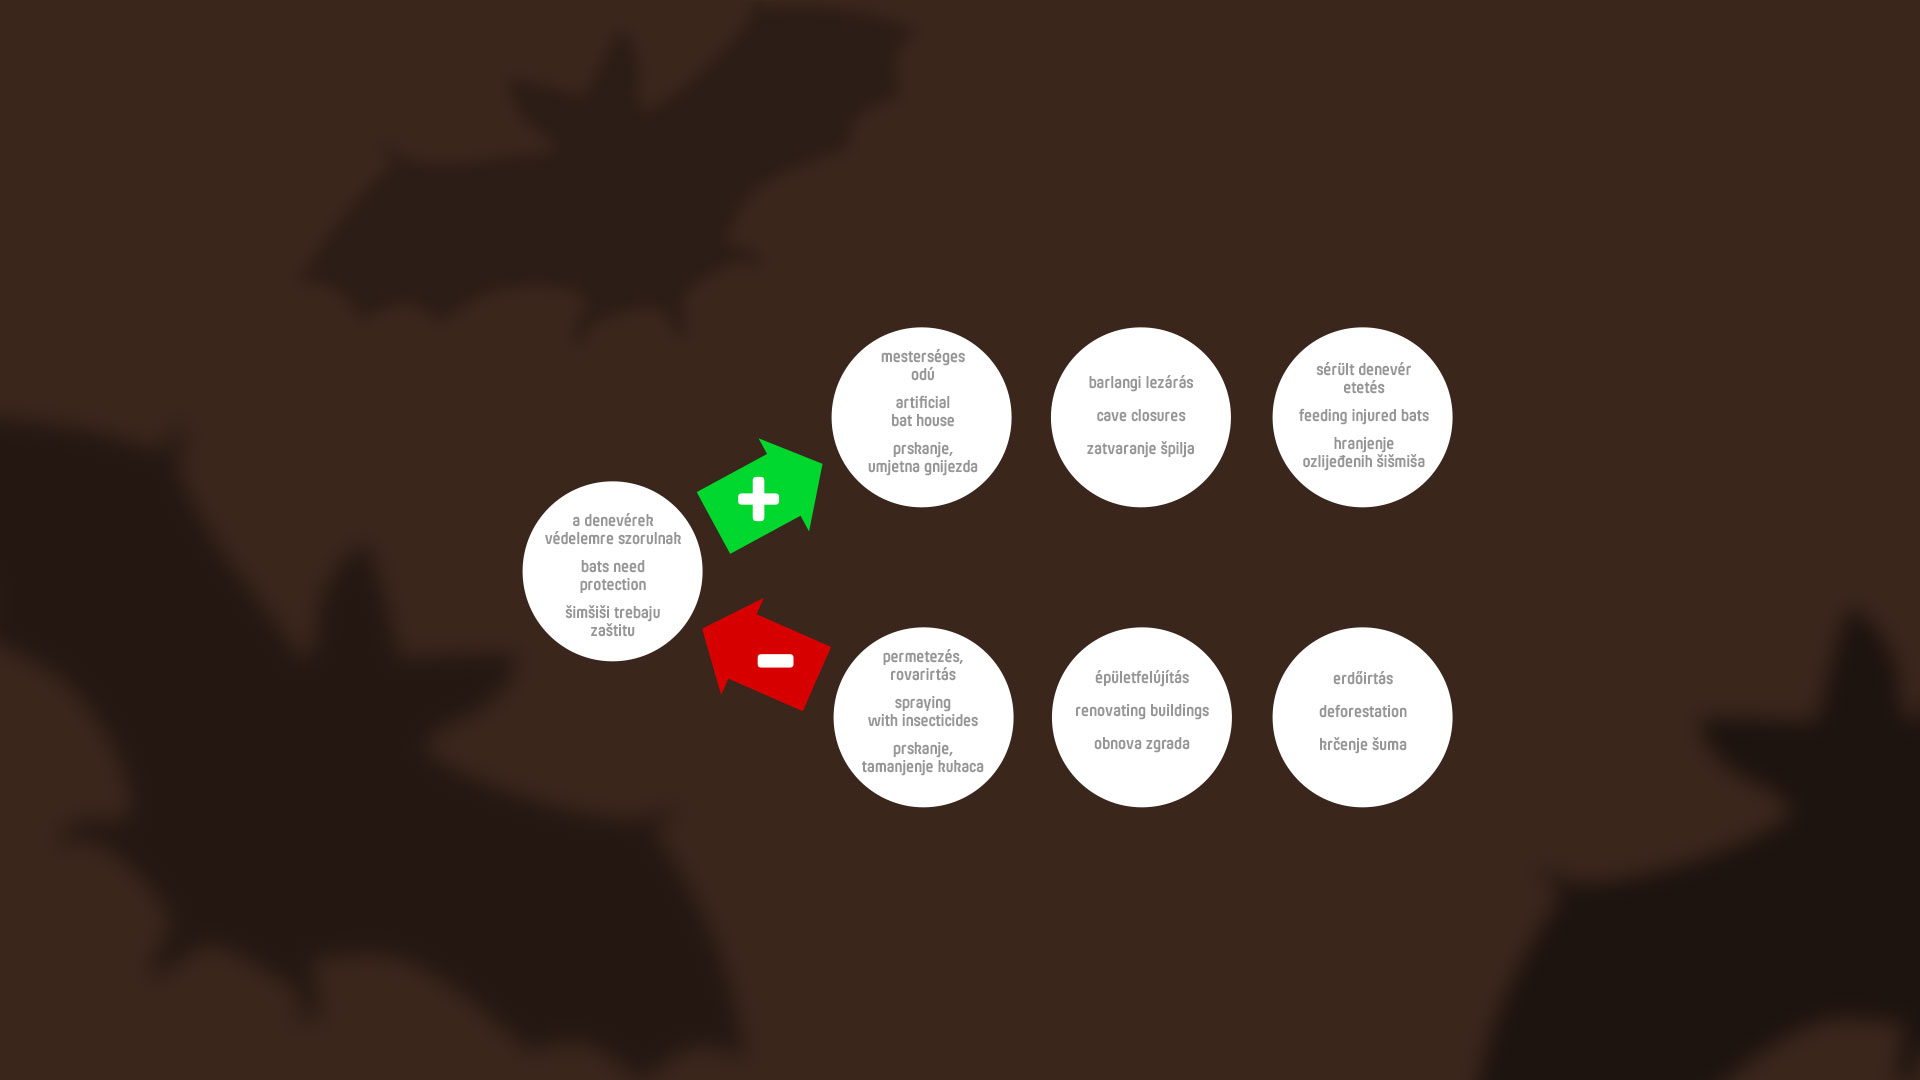 mesterséges
odú
artificial
bat house
prskanje,
umjetna gnijezda
barlangi lezárás
cave closures
zatvaranje špilja
sérült denevér
etetés
feeding injured bats
hranjenje
ozlijeđenih šišmiša
a denevérek
védelemre szorulnak
bats need
protection
šimšiši trebaju
zaštitu
permetezés,
rovarirtás
spraying
with insecticides
prskanje,
tamanjenje kukaca
épületfelújítás
renovating buildings
obnova zgrada
erdőirtás
deforestation
krčenje šuma